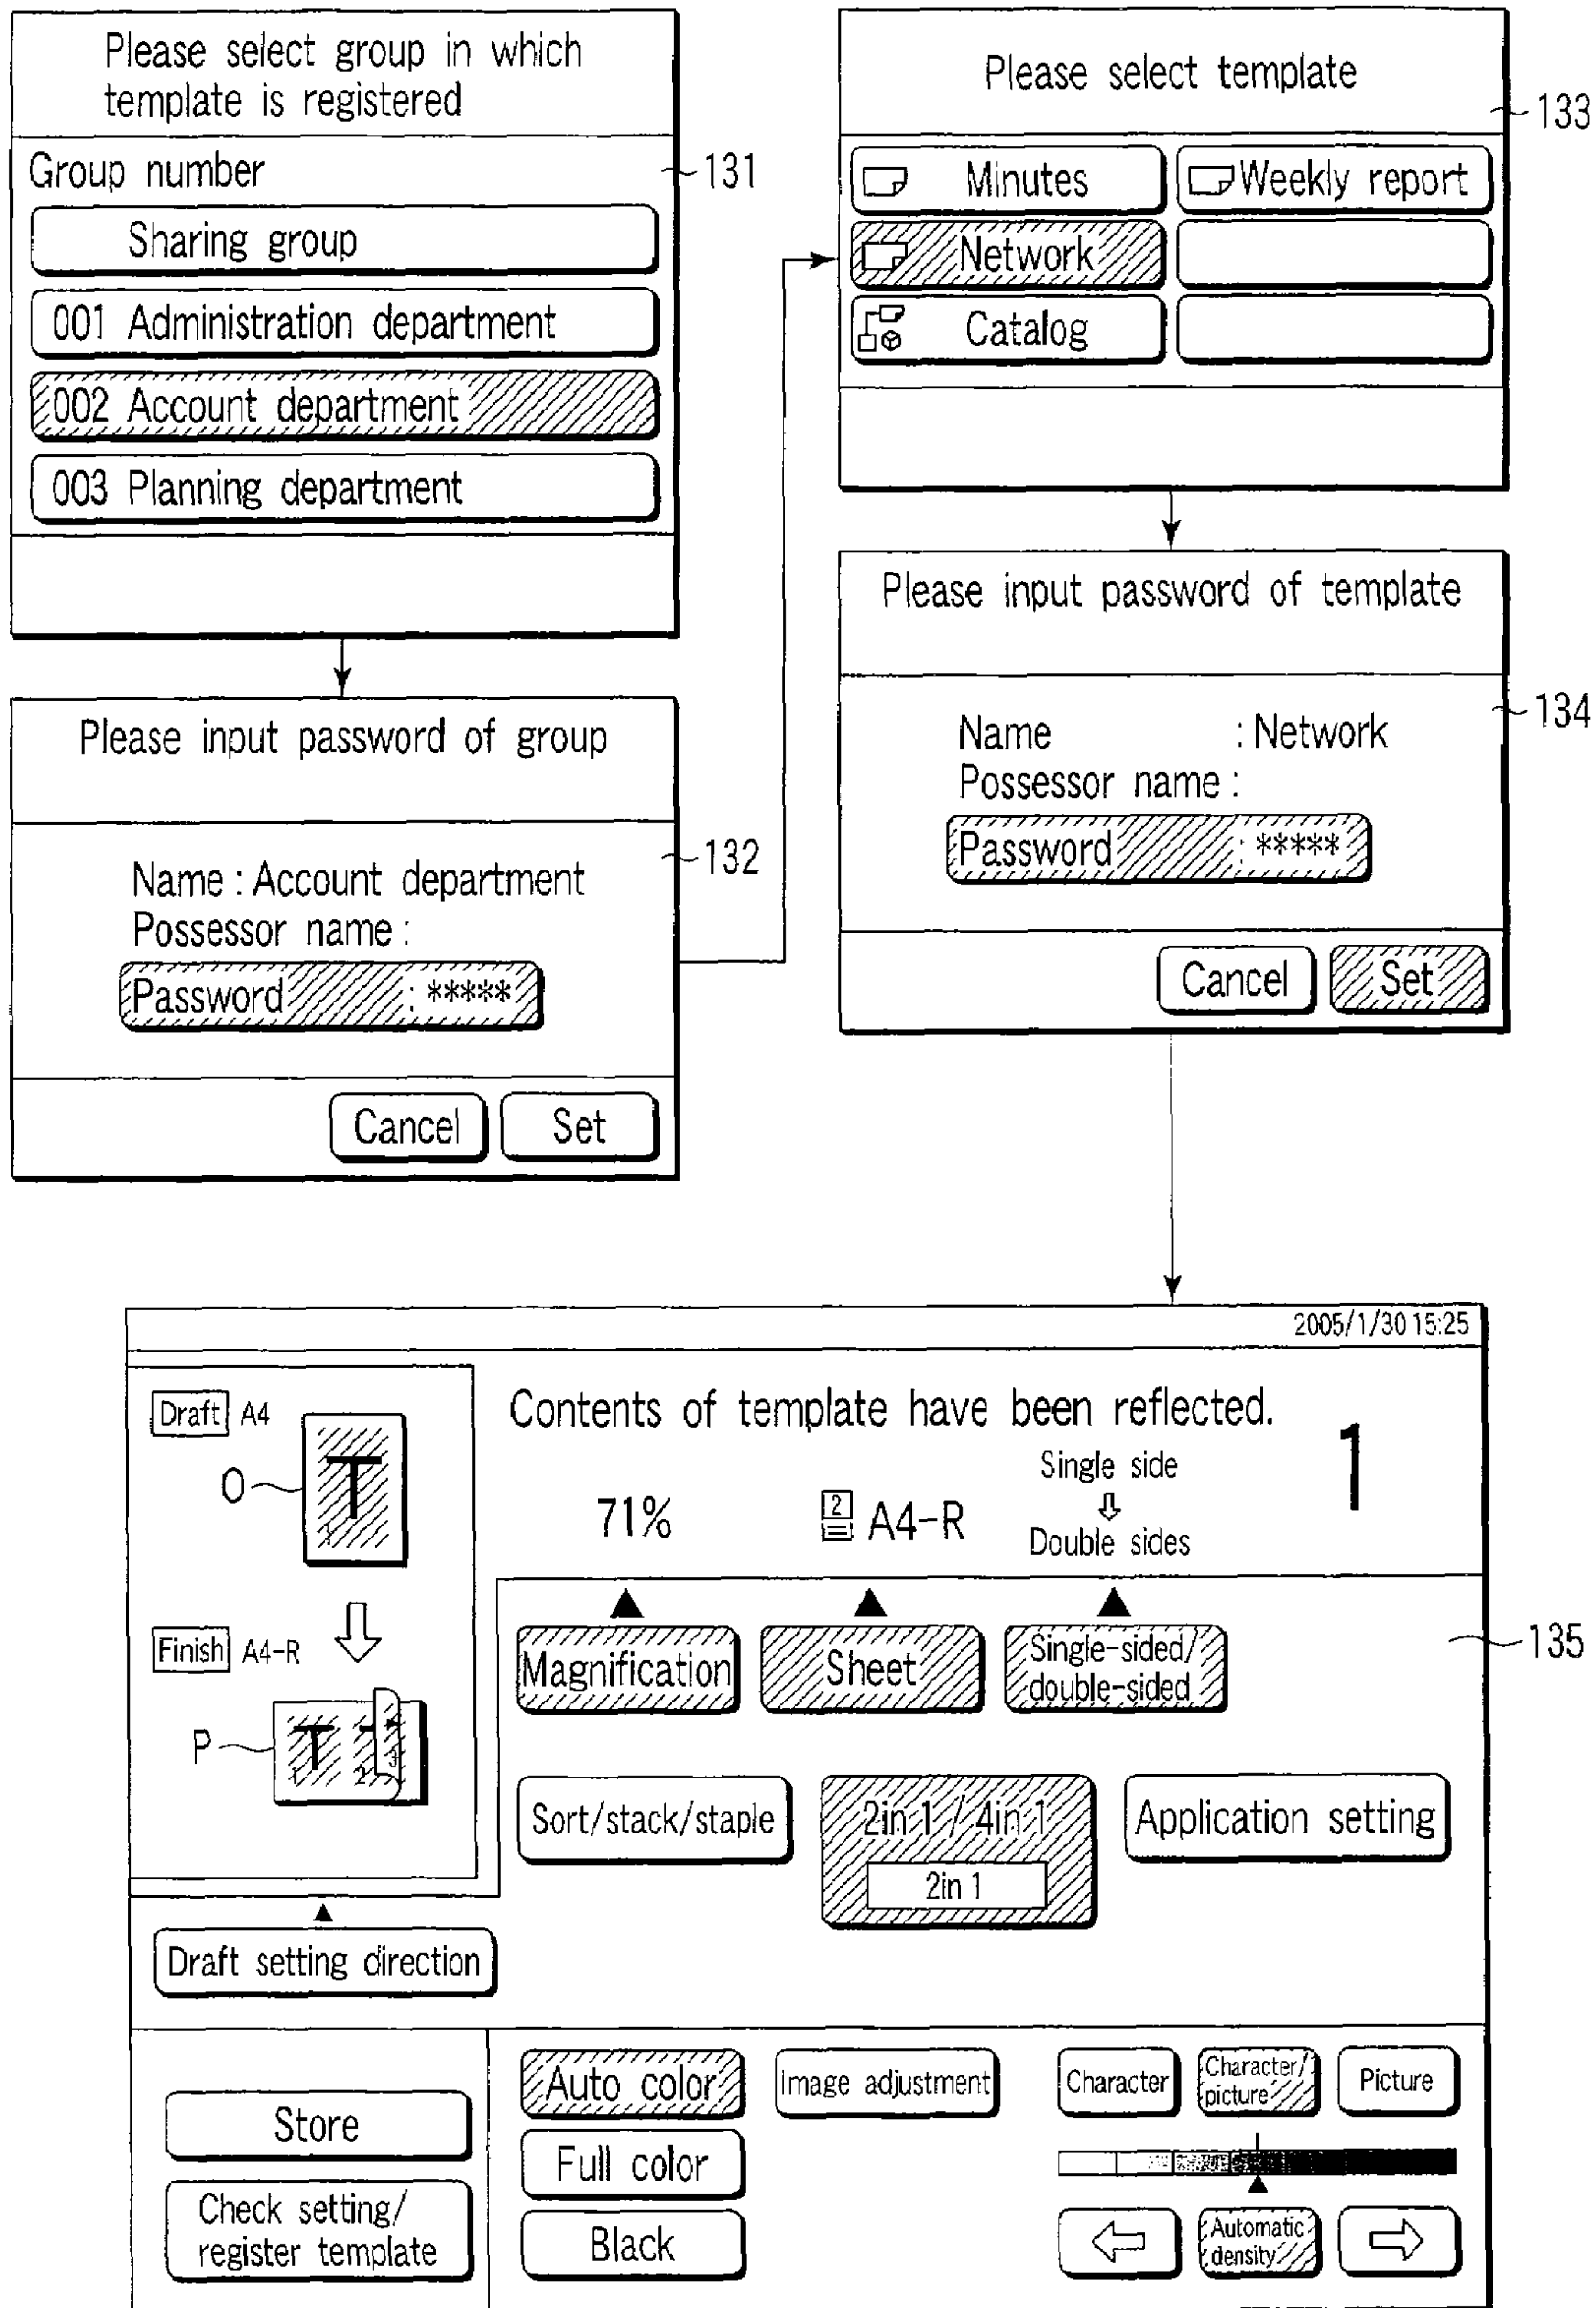 Please select group in which
template is registered
Group number
131
Sharing group
001 Administration department
002 Account department
003 Planning department
Please input password of group
132
Name : Account department
Possessor name :
Password : *****
Cancel
Set
Please select template
133
Minutes
Weekly report
Network
Catalog
Please input password of template
134
Name : Network
Possessor name :
Password : *****
Cancel
Set
2005/1/30 15:25
Draft A4
O
T
1
Finish A4-R
P
T
1
2
3
Contents of template have been reflected.
1
71%
2
A4-R
Single side
Double sides
135
Magnification
Sheet
Single-sided/
double-sided
Sort/stack/staple
2in 1 / 4in 1
2in 1
Application setting
Draft setting direction
Store
Check setting/
register template
Auto color
Full color
Black
Image adjustment
Character
Character/
picture
Picture
Automatic
density